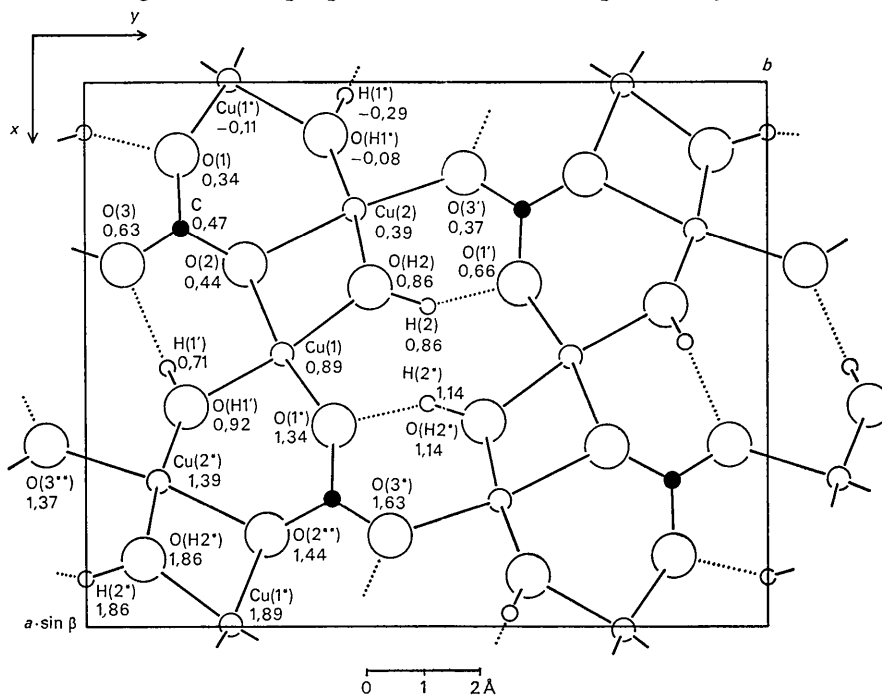 y
x
b
Cu(1*)
-0,11
H(1*)
-0,29
O(H1*)
-0,08
O(1)
0,34
C
0,47
O(3)
0,63
O(2)
0,44
Cu(2)
0,39
O(3')
0,37
O(H2)
0,86
O(1')
0,66
H(2)
0,86
H(1')
0,71
Cu(1)
0,89
H(2*)
1,14
O(H1')
0,92
O(1*)
1,34
O(H2*)
1,14
Cu(2*)
1,39
O(3**)
1,37
O(3*)
1,63
O(H2*)
1,86
O(2**)
1,44
H(2*)
1,86
Cu(1*)
1,89
a·sin β
0 1 2Å